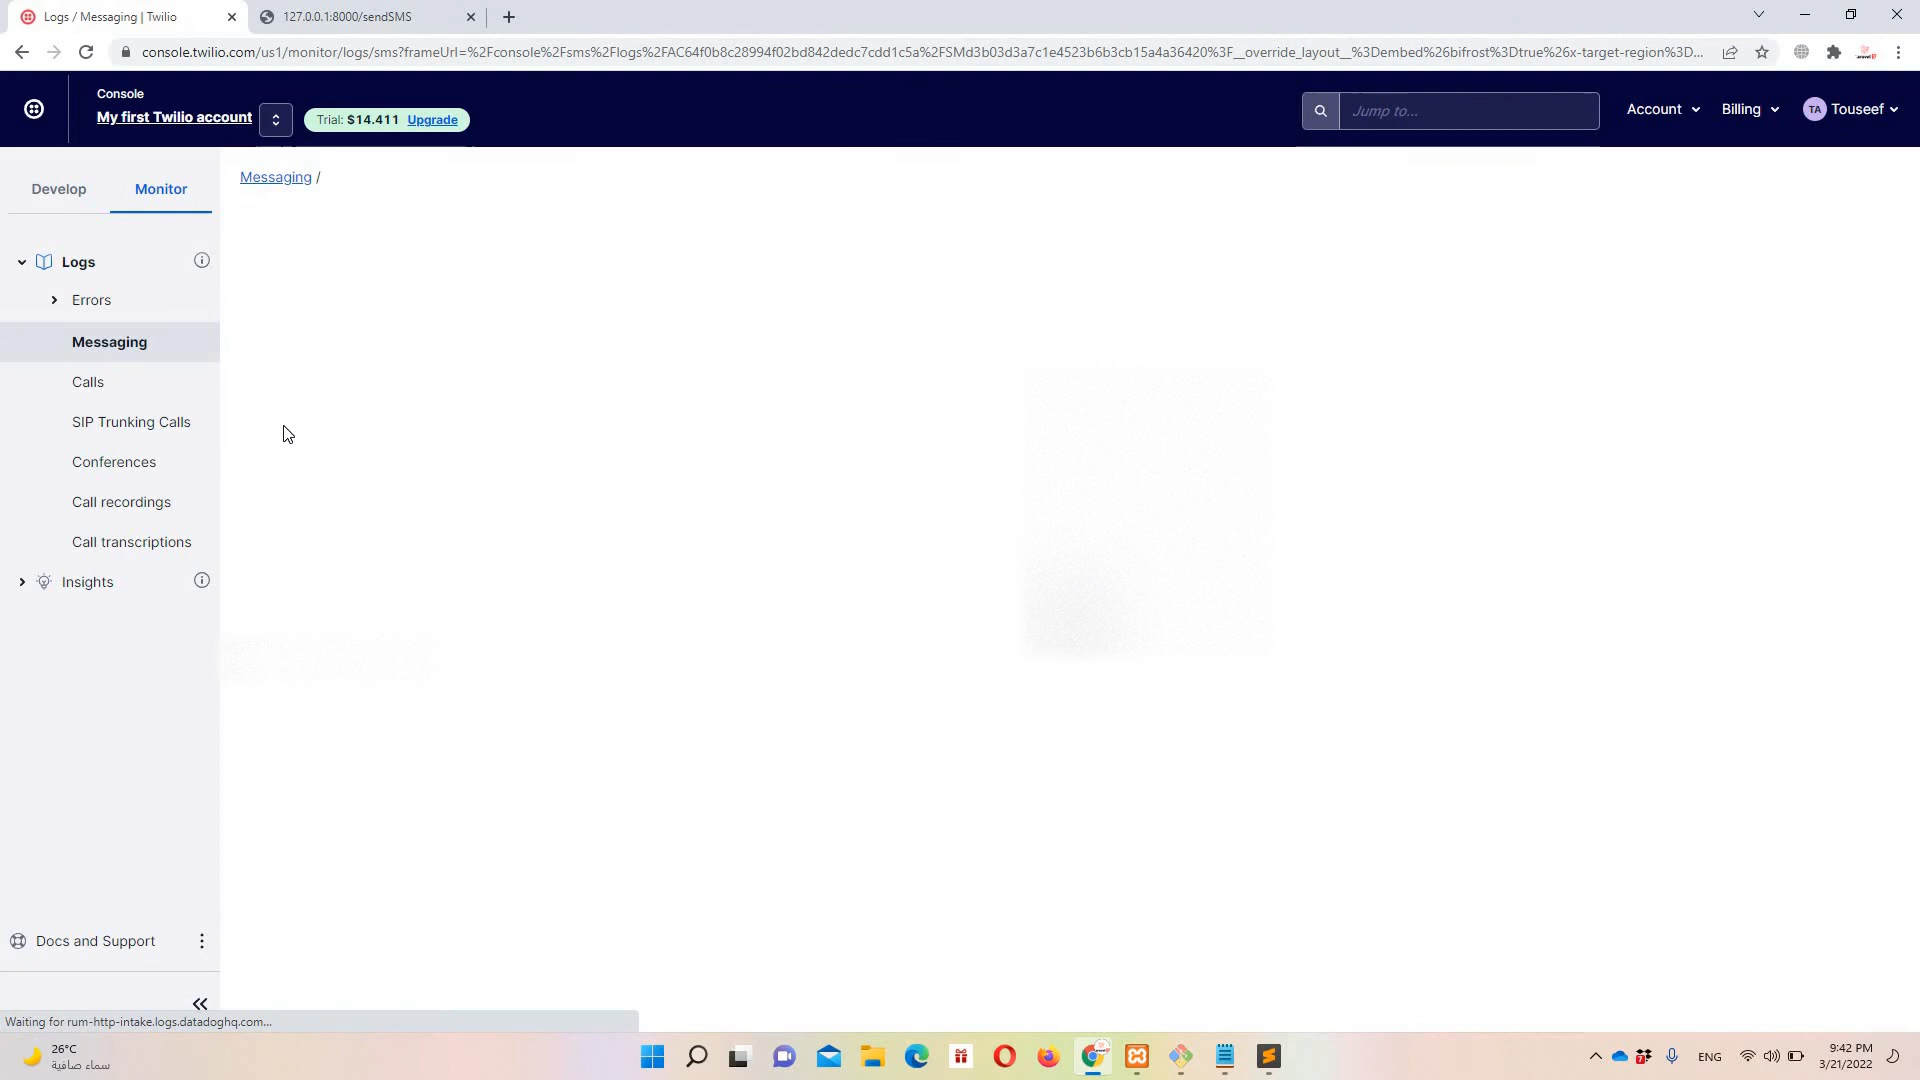 Logs / Messaging | Twilio
127.0.0.1:8000/sendSMS
console.twilio.com/us1/monitor/logs/sms?frameUrl=%2Fconsole%2Fsms%2Flogs%2FAC64f0b8c28994f02bd842dedc7cdd1c5a%2FSMd3b03d3a7c1e4523b6b3cb15a4a36420%3F__override_layout__%3Dembed%26bifrost%3Dtrue%26x-target-region%3D...
Console
My first Twilio account
Trial: $14.411 Upgrade
Jump to...
Account
Billing
TA Touseef
Develop
Monitor
Messaging /
Logs
Errors
Messaging
Calls
SIP Trunking Calls
Conferences
Call recordings
Call transcriptions
Insights
Docs and Support
Waiting for rum-http-intake.logs.datadoghq.com...
26°C
سماء صافية
ENG
9:42 PM
3/21/2022